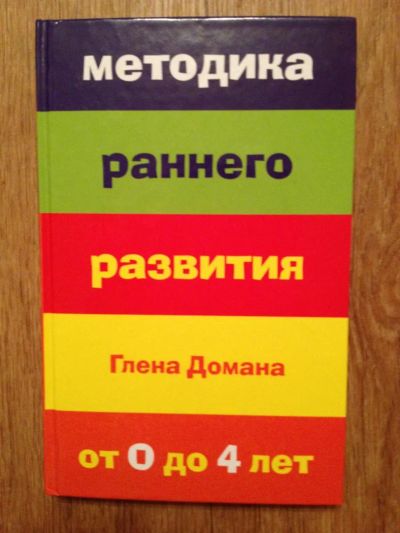 методика
раннего
развития
Глена Домана
от 0 до 4 лет